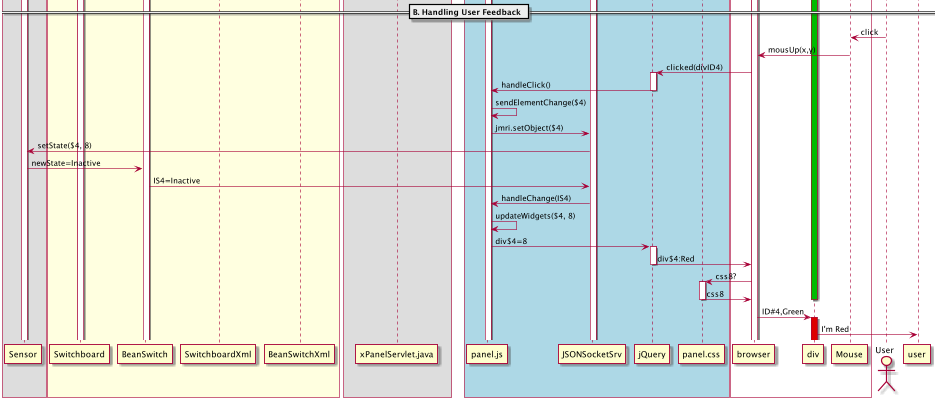 B. Handling User Feedback
click
mousUp(x,y)
clicked(divID4)
handleClick()
sendElementChange($4)
jmri.setObject($4)
setState($4, 8)
newState=Inactive
IS4=Inactive
handleChange(IS4)
updateWidgets($4, 8)
div$4=8
div$4:Red
css8?
css8
ID#4,Green
I'm Red
Sensor Switchboard BeanSwitch SwitchboardXml BeanSwitchXml xPanelServlet.java panel.js JSONSocketSrv jQuery panel.css browser div Mouse User user